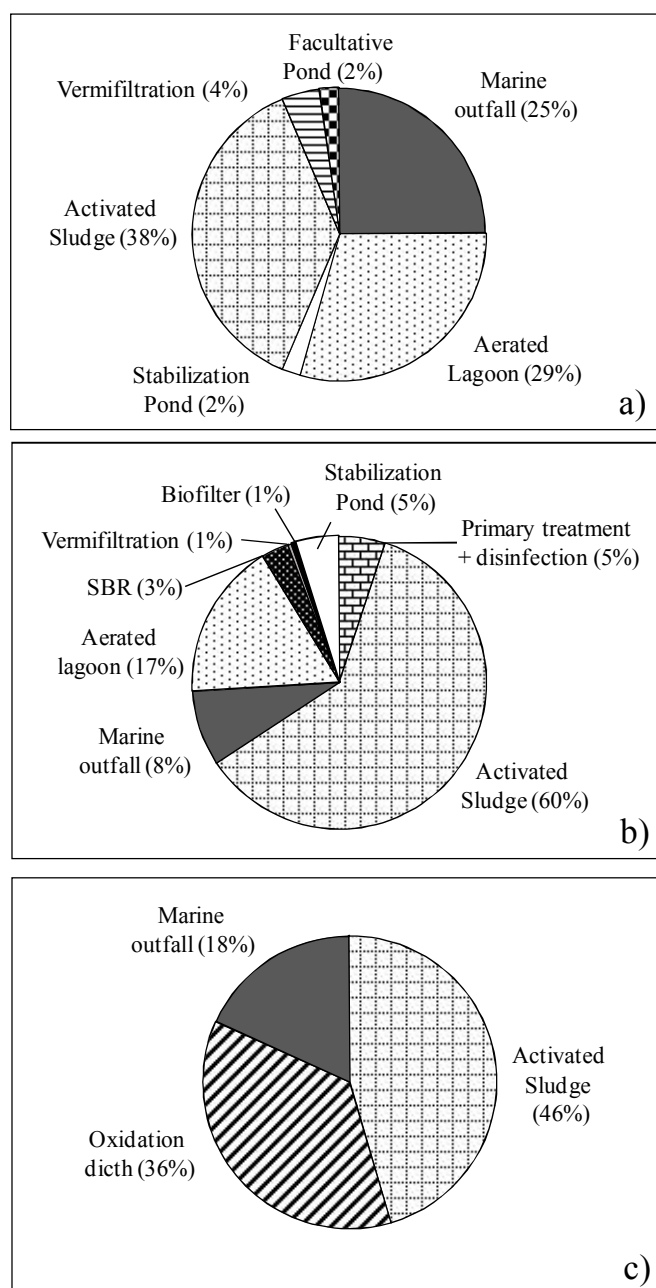 Facultative
Pond (2%)
Marine
outfall (25%)
Vermifiltration (4%)
Activated
Sludge (38%)
Aerated
Lagoon (29%)
Stabilization
Pond (2%)
a)
Stabilization
Pond (5%)
Biofilter (1%)
Primary treatment
+ disinfection (5%)
Vermifiltration (1%)
SBR (3%)
Aerated
lagoon (17%)
Marine
outfall (8%)
Activated
Sludge (60%)
b)
Marine
outfall (18%)
Activated
Sludge
(46%)
Oxidation
dicth (36%)
c)